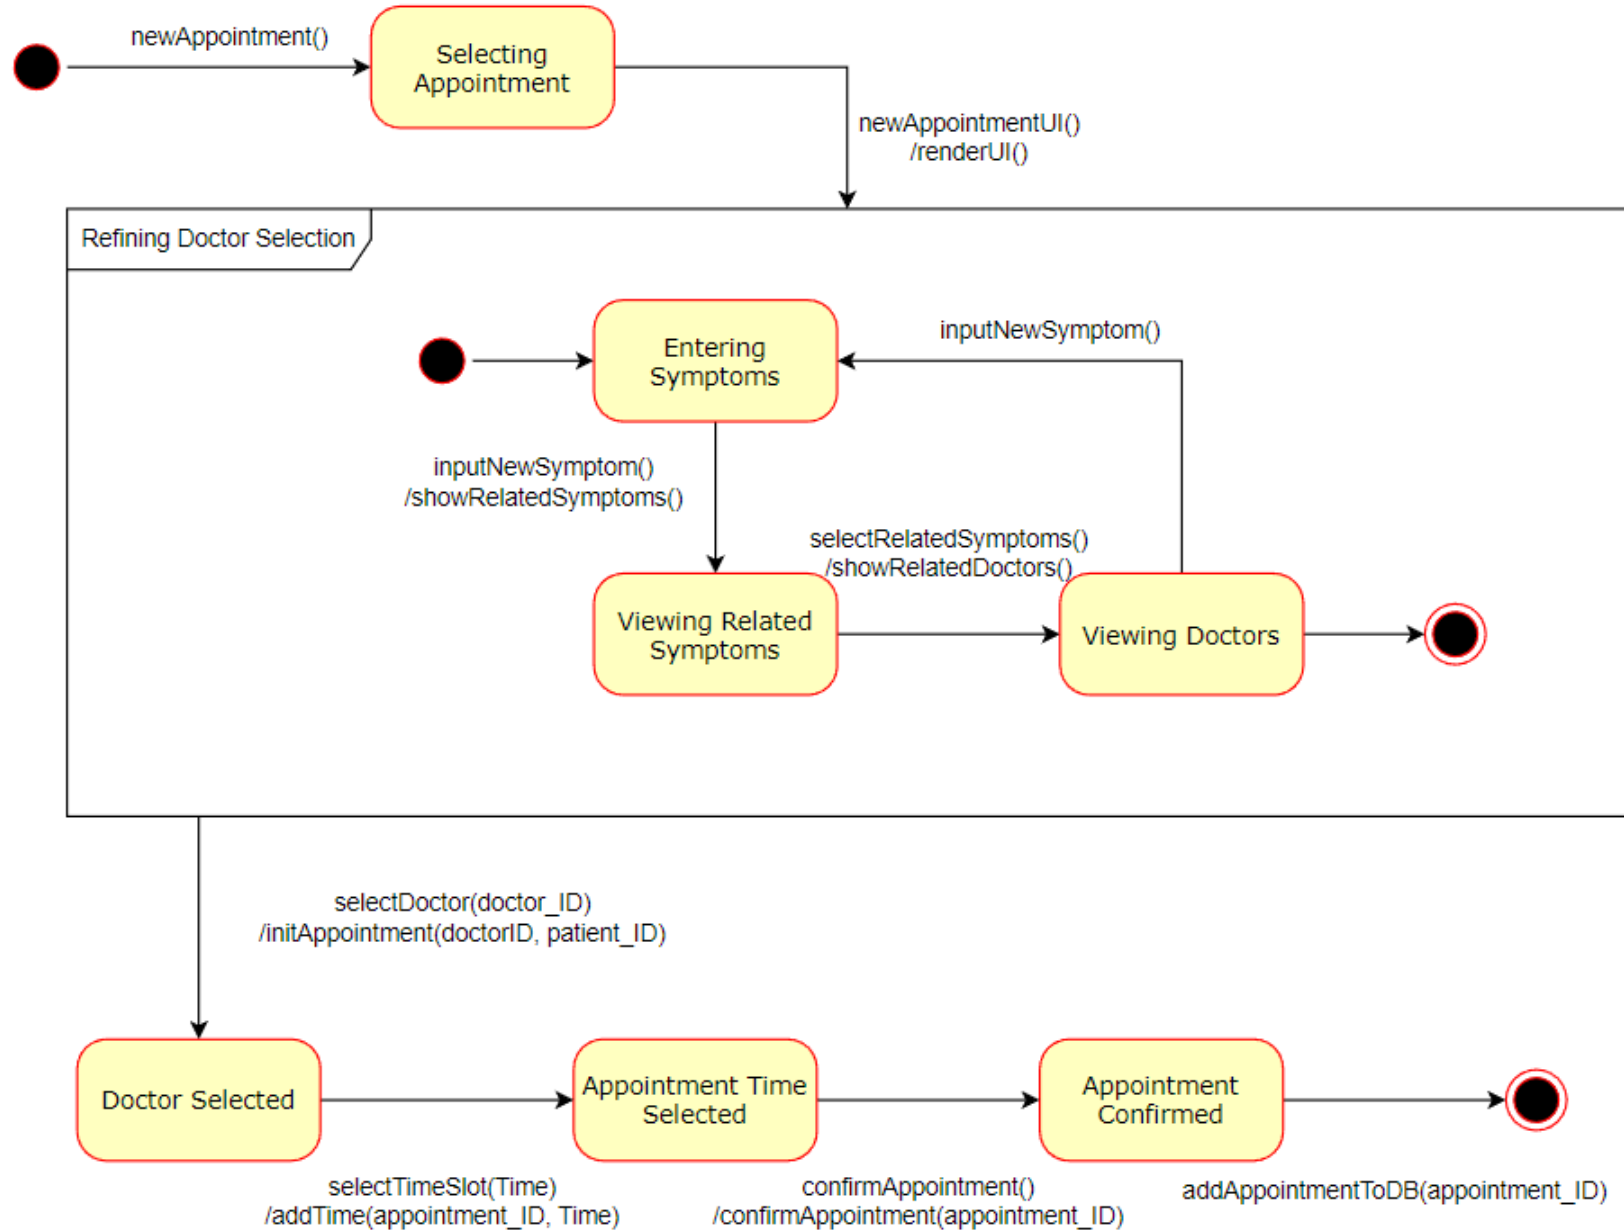 newAppointment()
Selecting
Appointment
newAppointmentUI()
/renderUI()
Refining Doctor Selection
Entering
Symptoms
inputNewSymptom()
inputNewSymptom()
/showRelatedSymptoms()
selectRelatedSymptoms()
/showRelatedDoctors()
Viewing Related
Symptoms
Viewing Doctors
selectDoctor(doctor_ID)
/initAppointment(doctorID, patient_ID)
Doctor Selected
Appointment Time
Selected
Appointment
Confirmed
selectTimeSlot(Time)
/addTime(appointment_ID, Time)
confirmAppointment()
/confirmAppointment(appointment_ID)
addAppointmentToDB(appointment_ID)